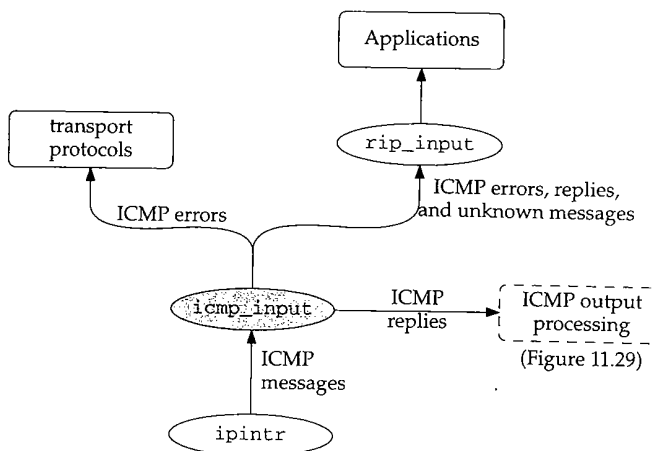 Applications
transport
protocols
rip_input
ICMP errors, replies,
and unknown messages
ICMP errors
icmp_input
ICMP
replies
ICMP output
processing
(Figure 11.29)
ICMP
messages
ipintr